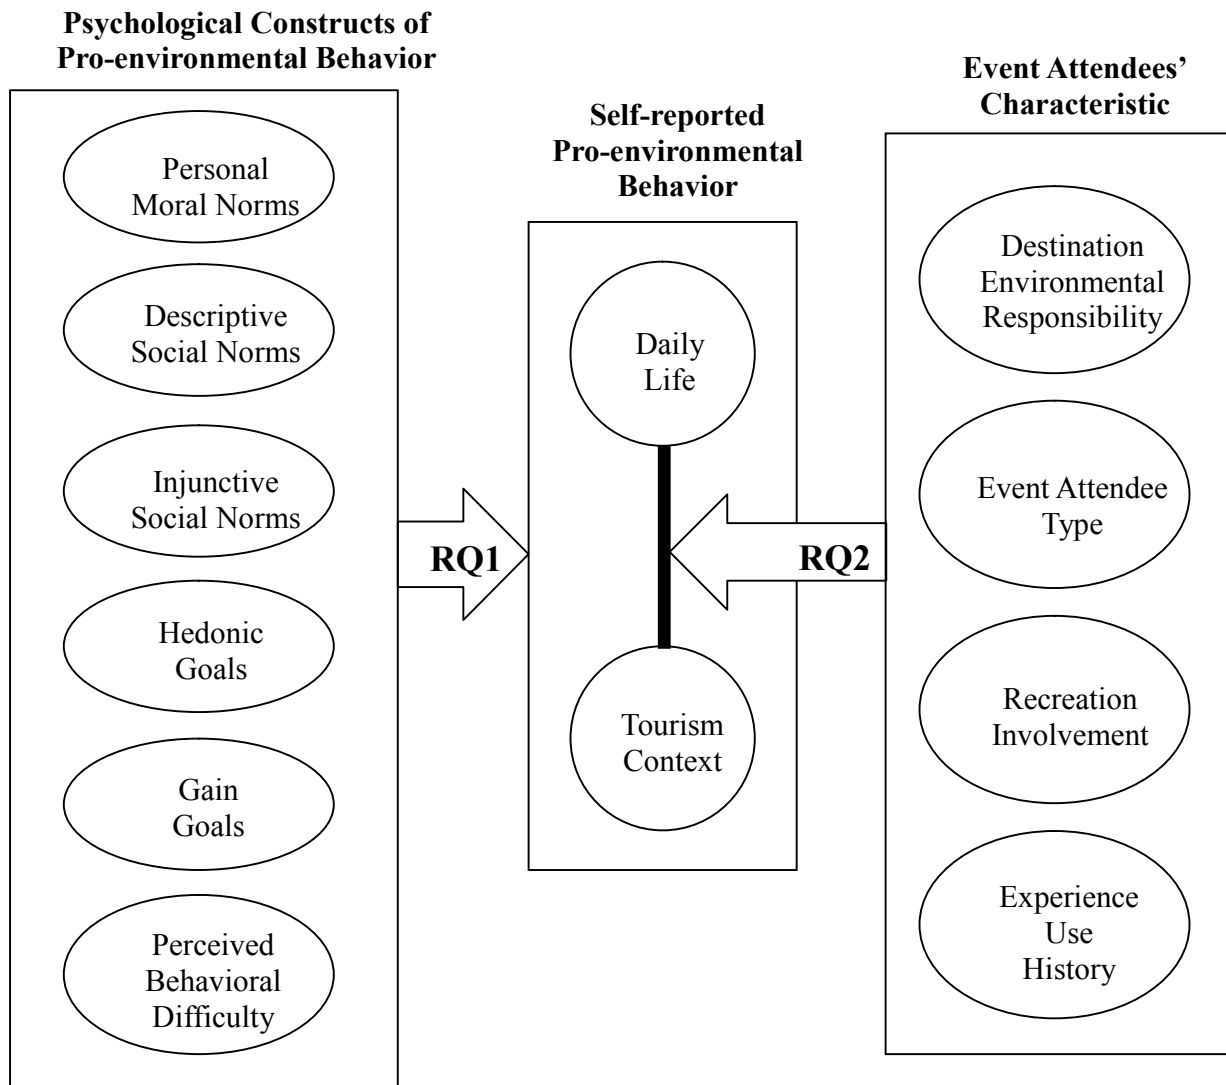 Psychological Constructs of
Pro-environmental Behavior
Personal
Moral Norms
Descriptive
Social Norms
Injunctive
Social Norms
Hedonic
Goals
Gain
Goals
Perceived
Behavioral
Difficulty
RQ1
Self-reported
Pro-environmental
Behavior
Daily
Life
Tourism
Context
RQ2
Event Attendees’
Characteristic
Destination
Environmental
Responsibility
Event Attendee
Type
Recreation
Involvement
Experience
Use
History